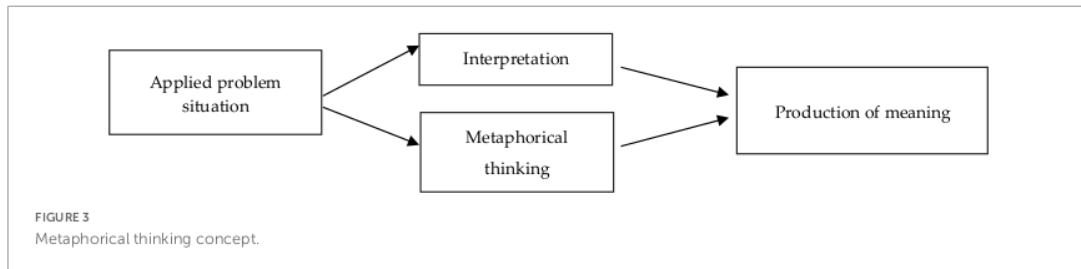 Applied problem
situation
Interpretation
Metaphorical
thinking
Production of meaning
FIGURE 3
Metaphorical thinking concept.